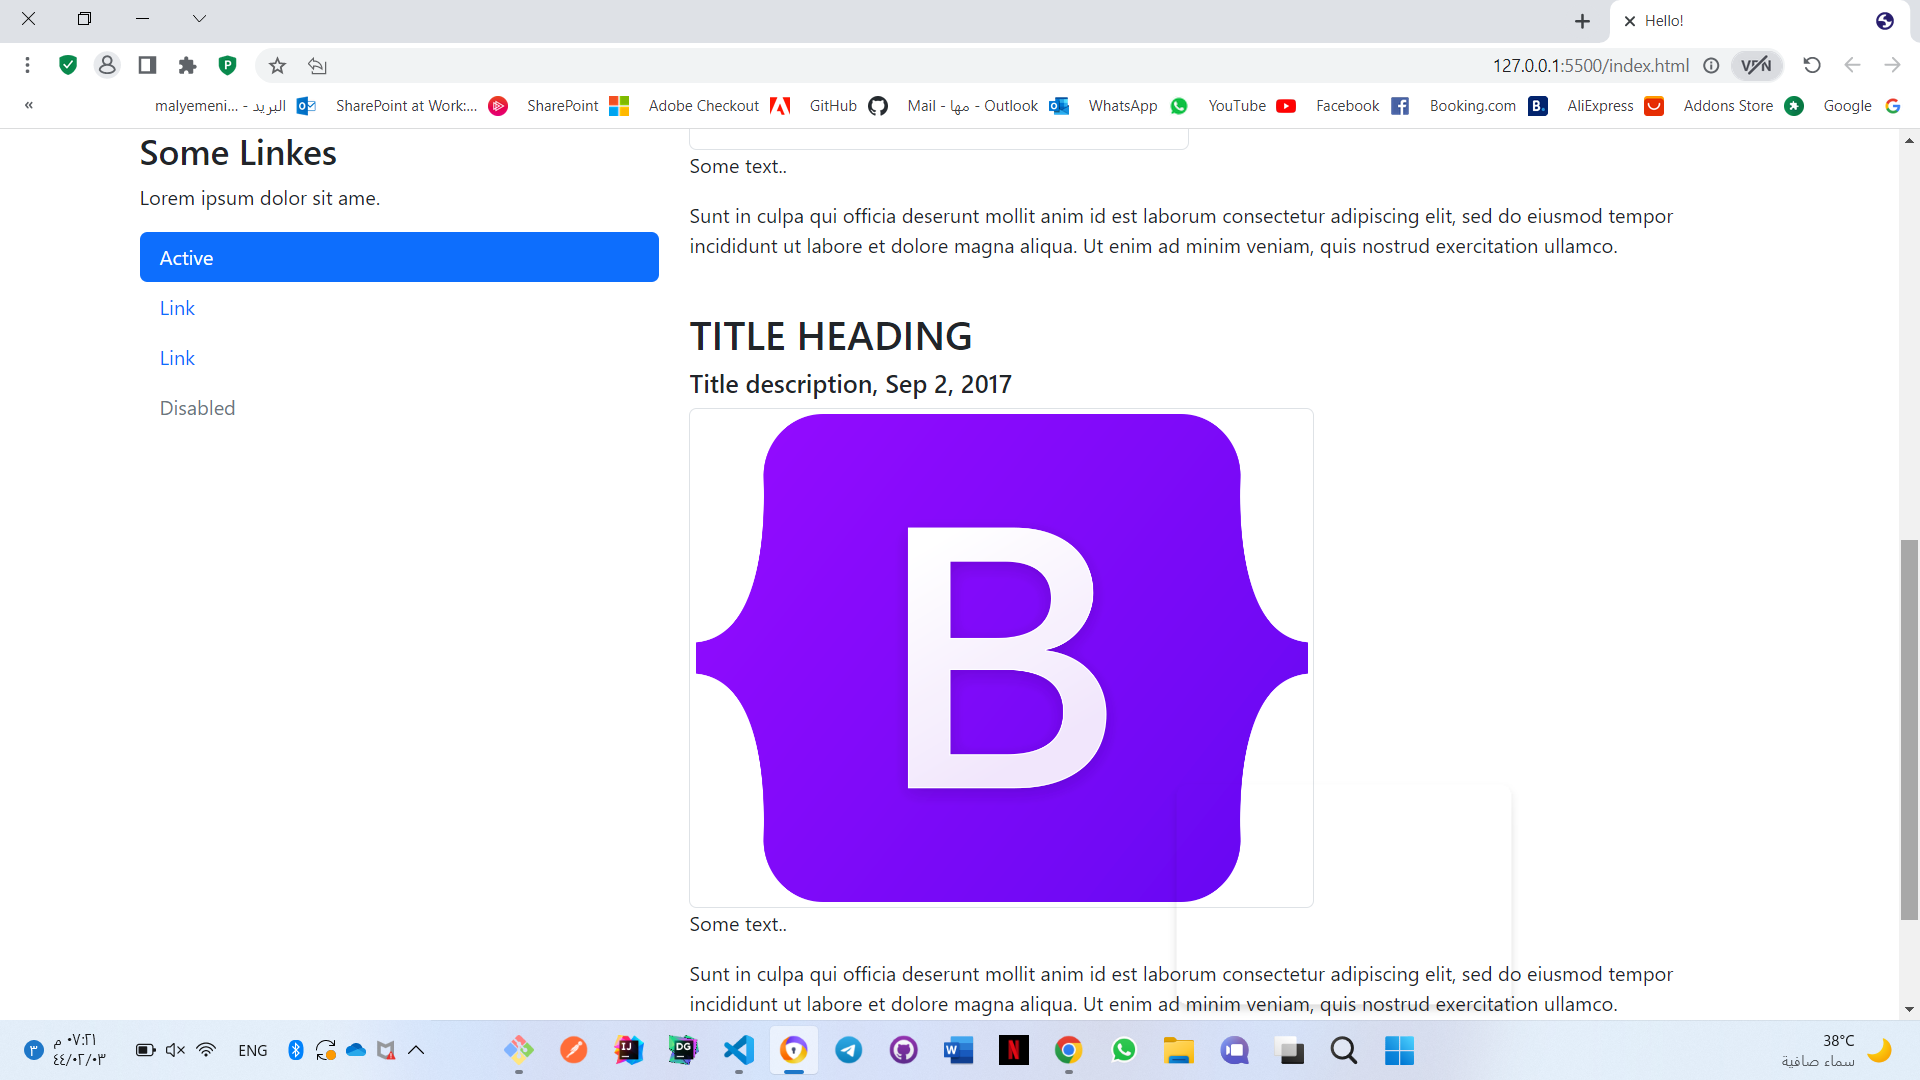 Hello!
127.0.0.1:5500/index.html
VPN
malyemeni... - البريد
SharePoint at Work:...
SharePoint
Adobe Checkout
GitHub
Mail - مها - Outlook
WhatsApp
YouTube
Facebook
Booking.com
AliExpress
Addons Store
Google
Some Linkes
Lorem ipsum dolor sit ame.
Active
Link
Link
Disabled
Some text..
Sunt in culpa qui officia deserunt mollit anim id est laborum consectetur adipiscing elit, sed do eiusmod tempor
incididunt ut labore et dolore magna aliqua. Ut enim ad minim veniam, quis nostrud exercitation ullamco.
TITLE HEADING
Title description, Sep 2, 2017
B
Some text..
Sunt in culpa qui officia deserunt mollit anim id est laborum consectetur adipiscing elit, sed do eiusmod tempor
incididunt ut labore et dolore magna aliqua. Ut enim ad minim veniam, quis nostrud exercitation ullamco.
٣
٠٧:٢١ م
٤٤/٠٢/٠٣
ENG
38°C
سماء صافية